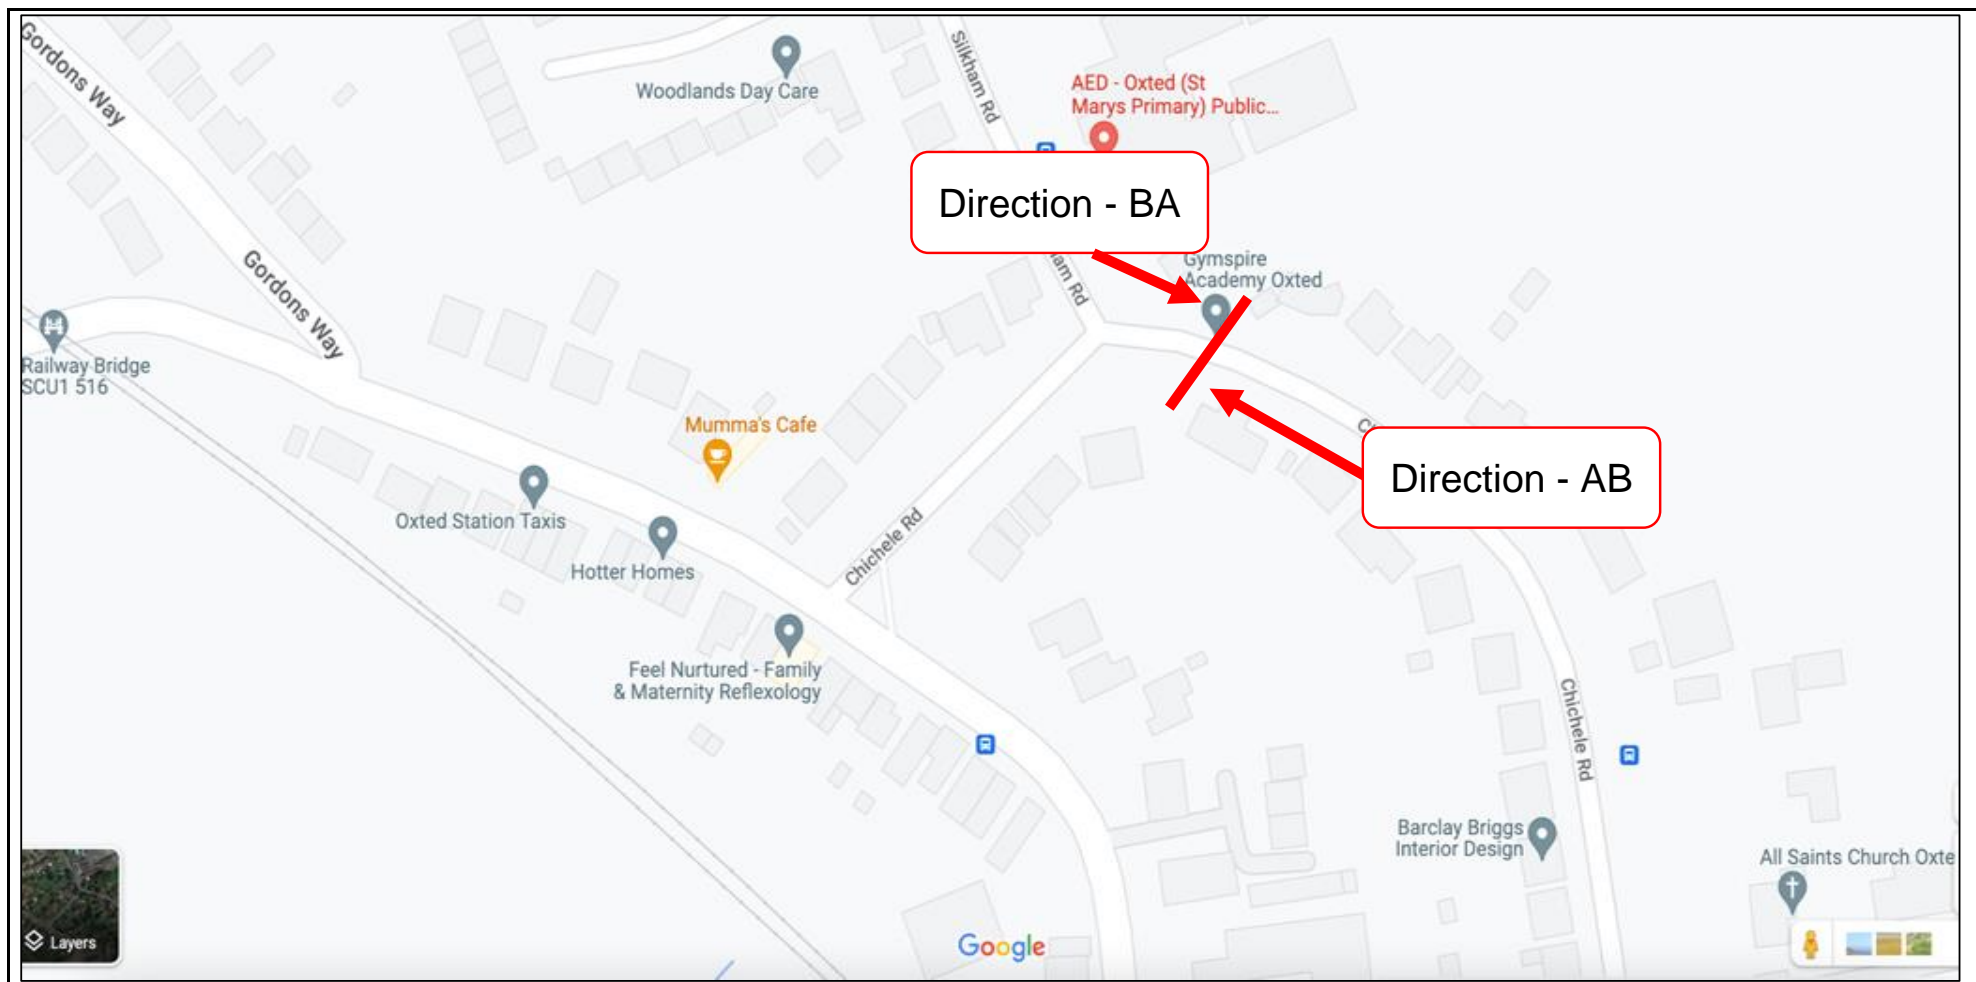 Gordons Way
Woodlands Day Care
Silkham Rd
AED - Oxted (St
Marys Primary) Public...
Direction - BA
Gymspire
Academy Oxted
Gordons Way
Railway Bridge
SCU1 516
Mumma's Cafe
Direction - AB
Oxted Station Taxis
Chichele Rd
Hotter Homes
Feel Nurtured - Family
& Maternity Reflexology
Chichele Rd
Barclay Briggs
Interior Design
All Saints Church Oxte
Layers
Google